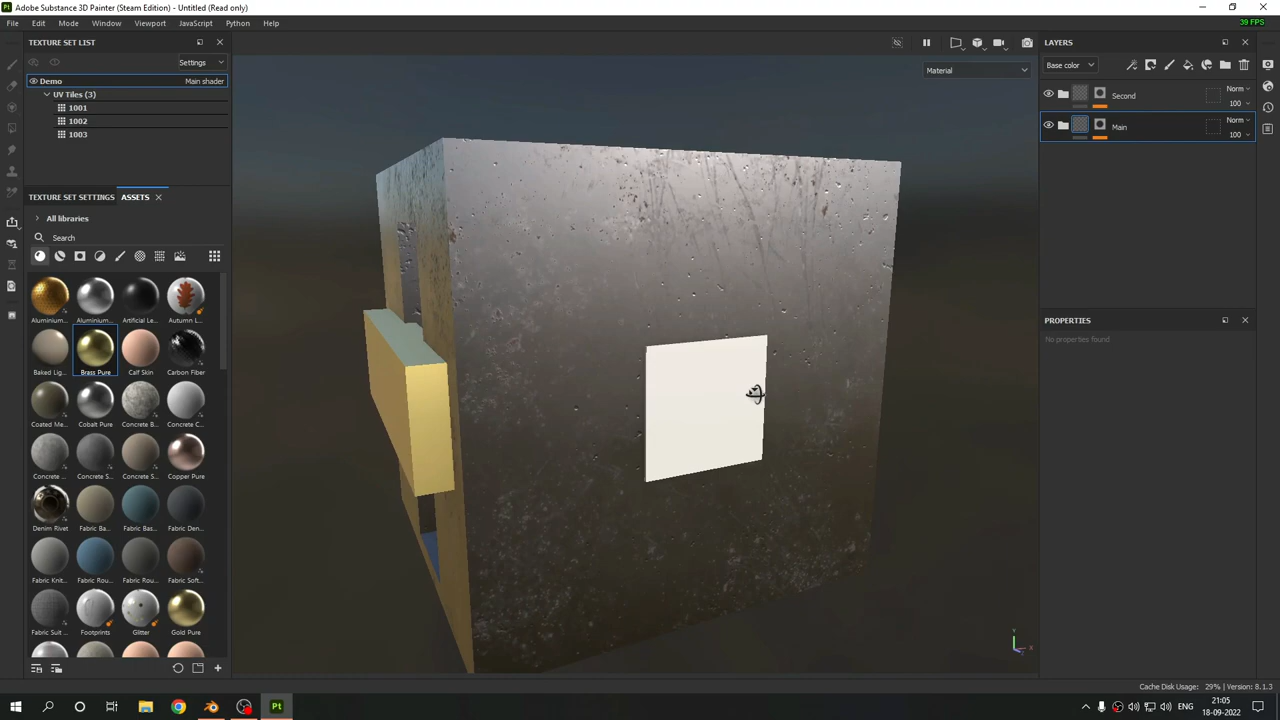 Pt Adobe Substance 3D Painter (Steam Edition) - Untitled (Read only)
File Edit Mode Window Viewport JavaScript Python Help
39 FPS
TEXTURE SET LIST
Settings
Demo Main shader
UV Tiles (3)
1001
1002
1003
TEXTURE SET SETTINGS ASSETS
All libraries
Search
Aluminium... Aluminium... Artificial Le... Autumn L...
Baked Lig... Brass Pure Calf Skin Carbon Fiber
Coated Me... Cobalt Pure Concrete B... Concrete C...
Concrete ... Concrete S... Concrete S... Copper Pure
Denim Rivet Fabric Ba... Fabric Bas... Fabric Den...
Fabric Knit... Fabric Rou... Fabric Rou... Fabric Soft...
Fabric Suit ... Footprints Glitter Gold Pure
Material
Y
X
LAYERS
Base color
Second Norm
100
Main Norm
100
PROPERTIES
No properties found
Cache Disk Usage: 29% | Version: 8.1.3
Pt
ENG
21:05
18-09-2022